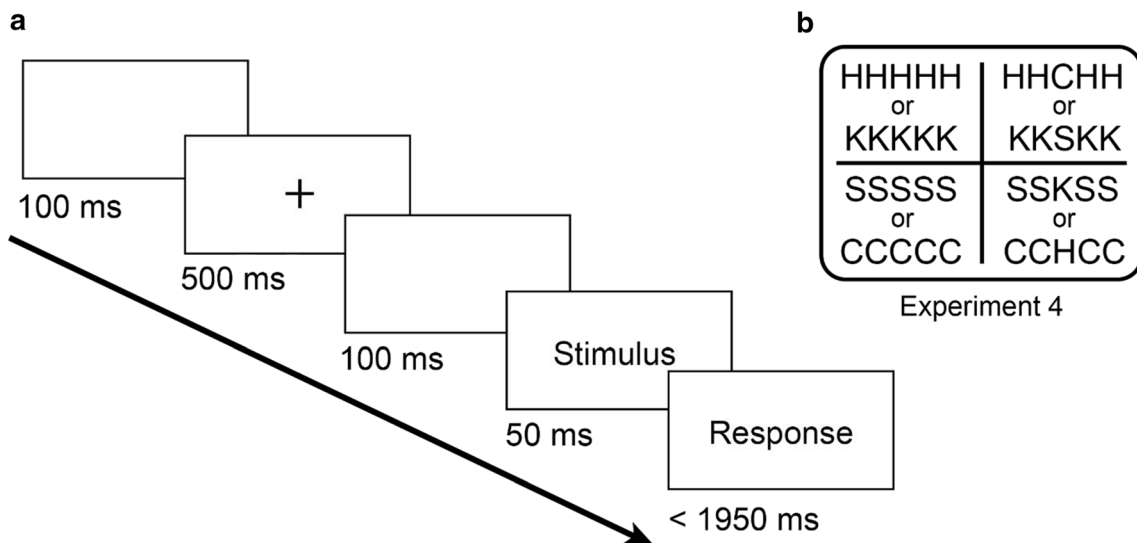 a
100 ms
+
500 ms
100 ms
Stimulus
50 ms
Response
< 1950 ms
b
HHHHH HHCHH
or or
KKKKK KKSKK
SSSSS SSKSS
or or
CCCCC CCHCC
Experiment 4